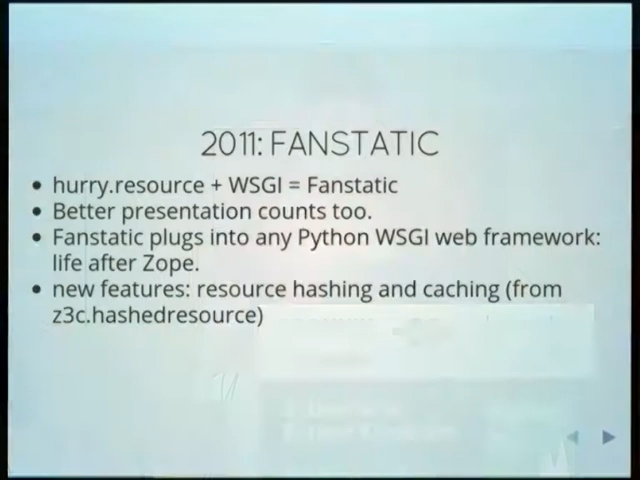 2011: FANSTATIC
• hurry.resource + WSGI = Fanstatic
• Better presentation counts too.
• Fanstatic plugs into any Python WSGI web framework:
life after Zope.
• new features: resource hashing and caching (from
z3c.hashedresource)